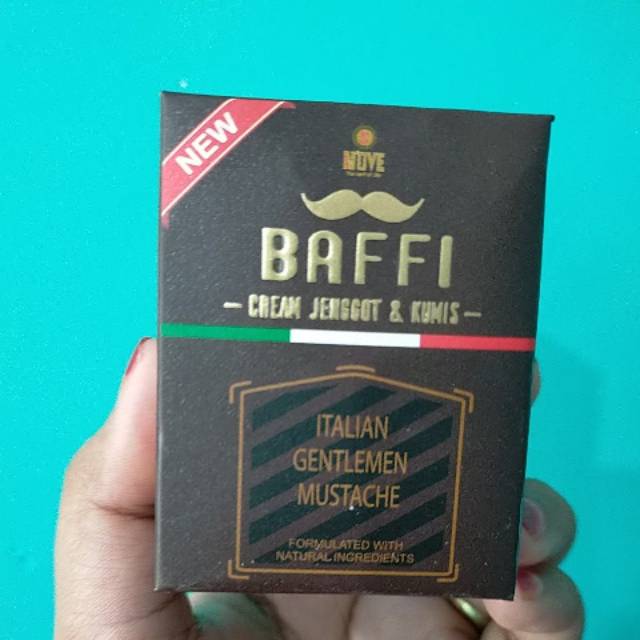 NEW
NOVE
BAFFI
— CREAM JENGGOT & KUMIS —
ITALIAN
GENTLEMEN
MUSTACHE
FORMULATED WITH
NATURAL INGREDIENTS